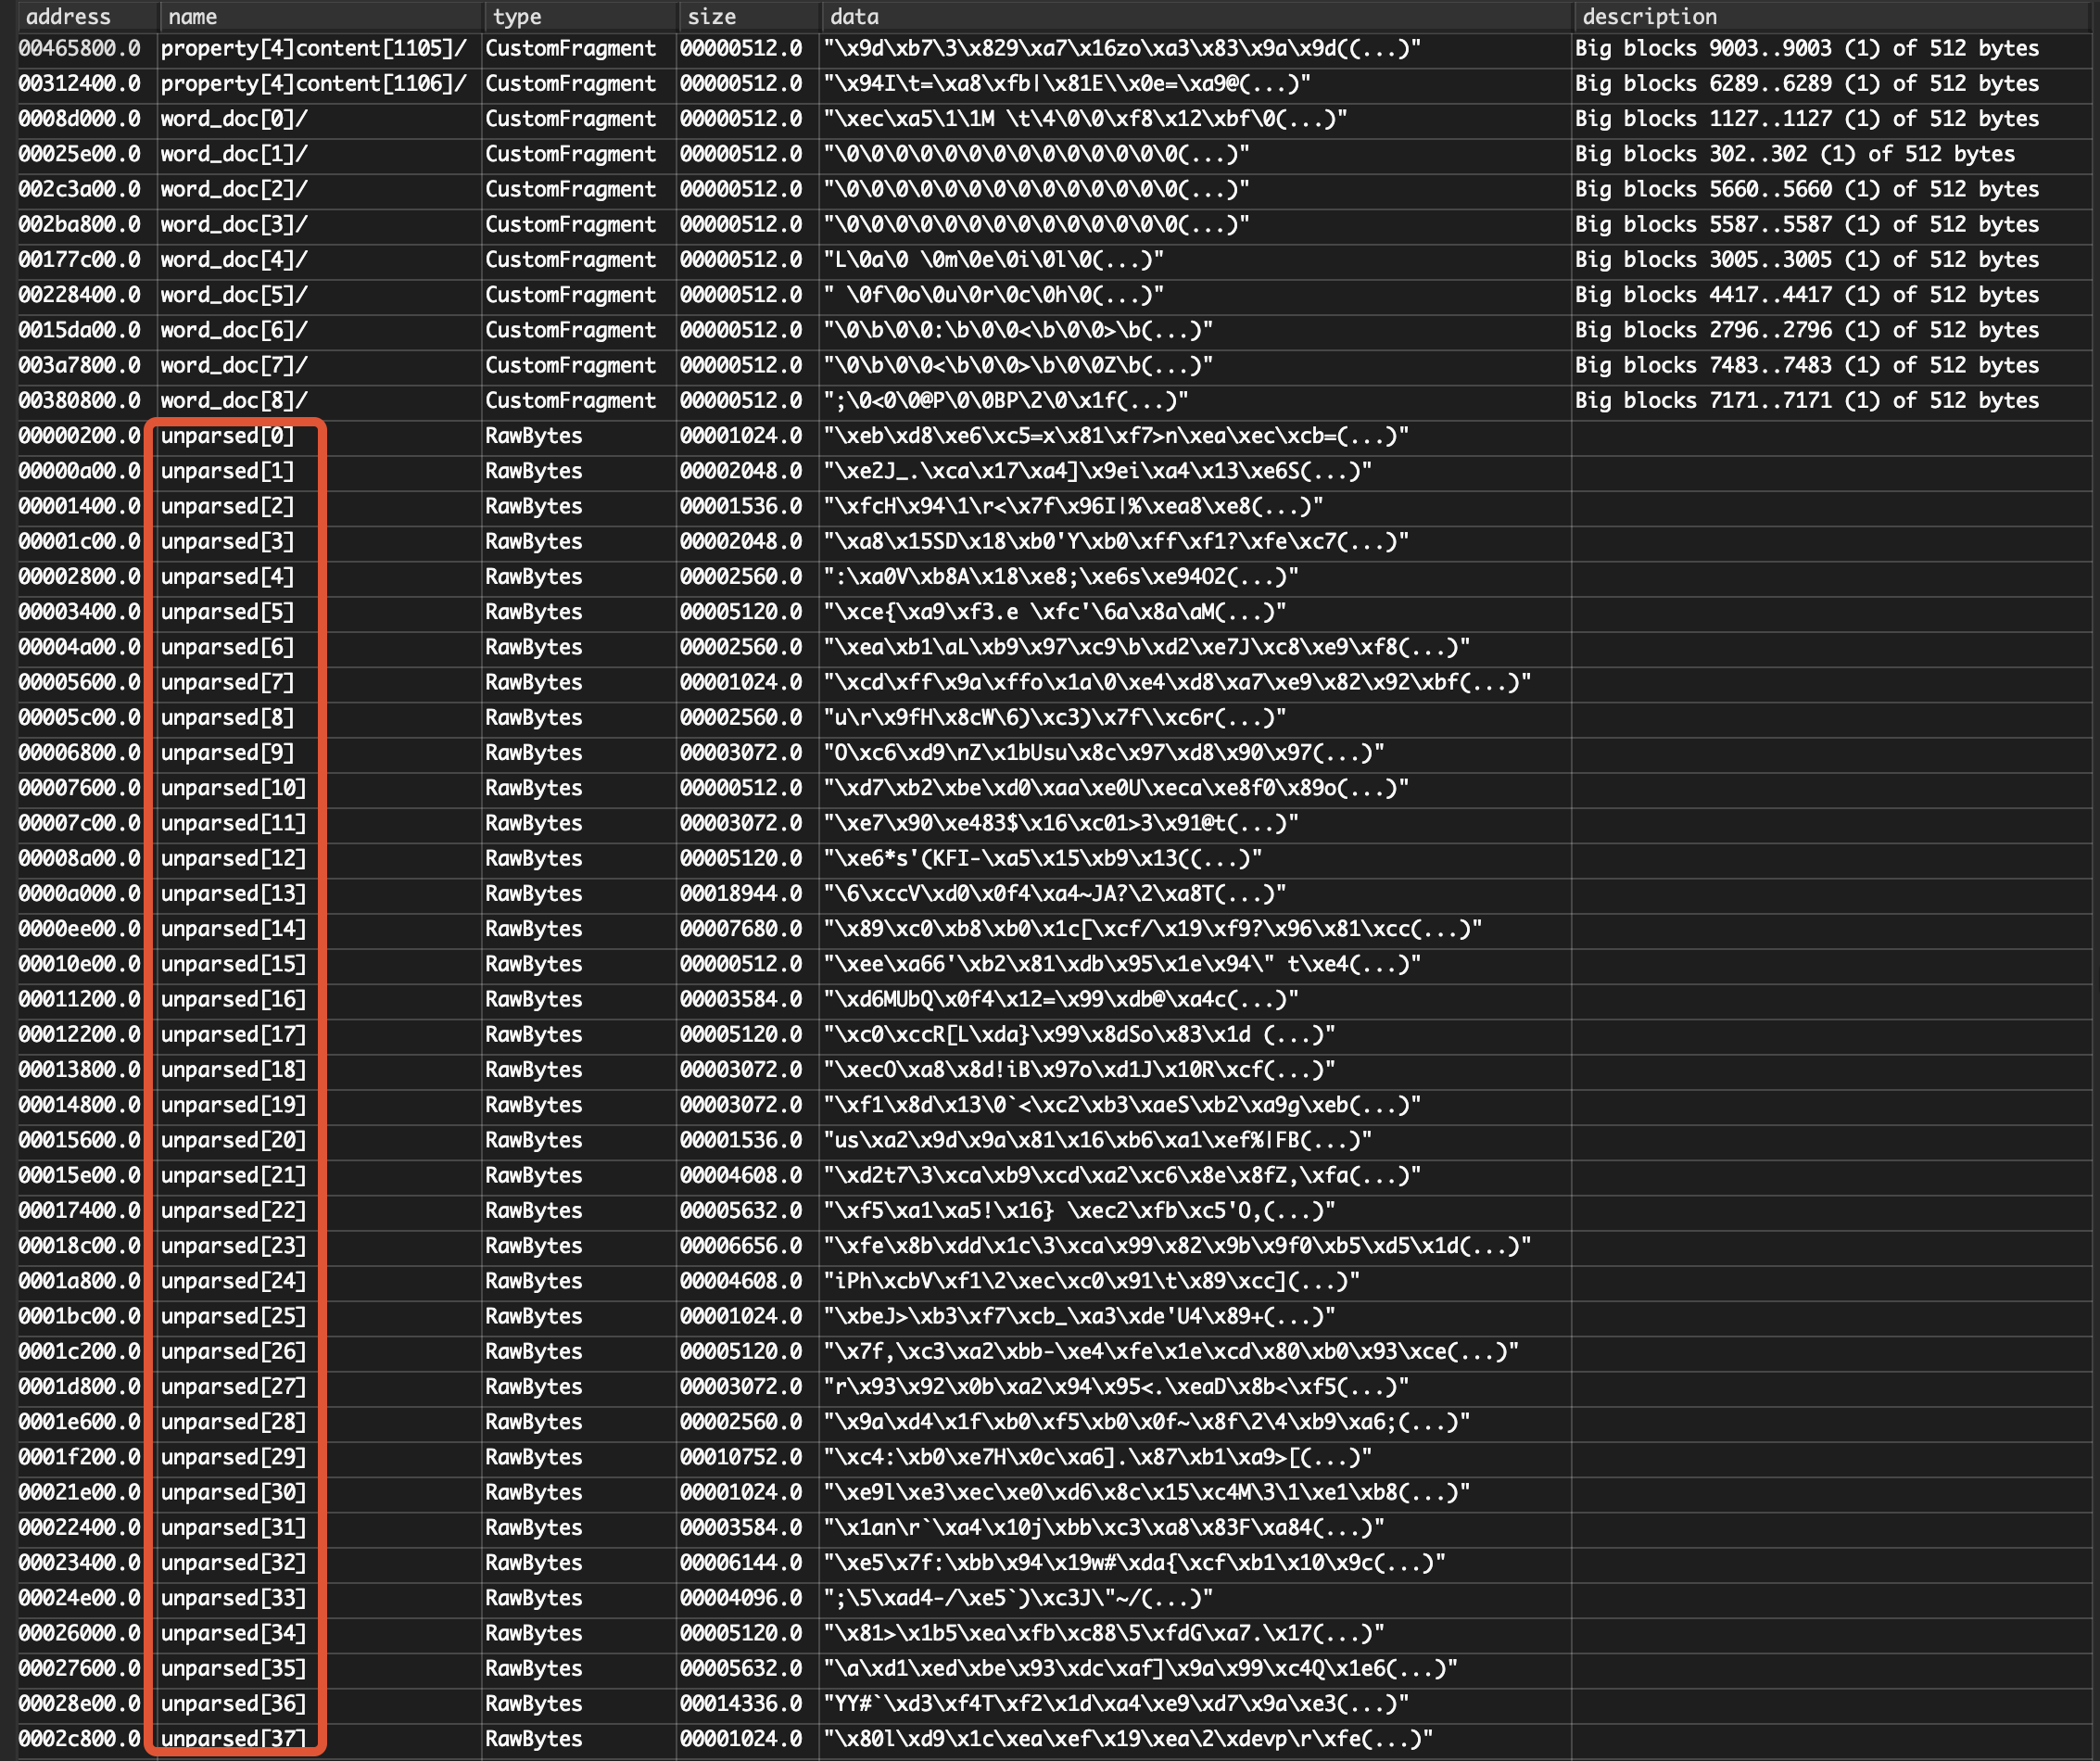 address name type size data description
00465800.0 property[4]content[1105]/ CustomFragment 00000512.0 "\x9d\xb7\3\x829\xa7\x16zo\xa3\x83\x9a\x9d((...)" Big blocks 9003..9003 (1) of 512 bytes
00312400.0 property[4]content[1106]/ CustomFragment 00000512.0 "\x94I\t=\xa8\xfb|\x81E\\x0e=\xa9@(...)" Big blocks 6289..6289 (1) of 512 bytes
0008d000.0 word_doc[0]/ CustomFragment 00000512.0 "\xec\xa5\1\1M \t\4\0\0\xf8\x12\xbf\0(...)" Big blocks 1127..1127 (1) of 512 bytes
00025e00.0 word_doc[1]/ CustomFragment 00000512.0 "\0\0\0\0\0\0\0\0\0\0\0\0\0\0(...)" Big blocks 302..302 (1) of 512 bytes
002c3a00.0 word_doc[2]/ CustomFragment 00000512.0 "\0\0\0\0\0\0\0\0\0\0\0\0\0\0(...)" Big blocks 5660..5660 (1) of 512 bytes
002ba800.0 word_doc[3]/ CustomFragment 00000512.0 "\0\0\0\0\0\0\0\0\0\0\0\0\0\0(...)" Big blocks 5587..5587 (1) of 512 bytes
00177c00.0 word_doc[4]/ CustomFragment 00000512.0 "L\0a\0 \0m\0e\0i\0l\0(...)" Big blocks 3005..3005 (1) of 512 bytes
00228400.0 word_doc[5]/ CustomFragment 00000512.0 " \0f\0o\0u\0r\0c\0h\0(...)" Big blocks 4417..4417 (1) of 512 bytes
0015da00.0 word_doc[6]/ CustomFragment 00000512.0 "\0\b\0\0:\b\0\0<\b\0\0>\b(...)" Big blocks 2796..2796 (1) of 512 bytes
003a7800.0 word_doc[7]/ CustomFragment 00000512.0 "\0\b\0\0<\b\0\0>\b\0\0Z\b(...)" Big blocks 7483..7483 (1) of 512 bytes
00380800.0 word_doc[8]/ CustomFragment 00000512.0 ";\0<0\0@P\0\0BP\2\0\x1f(...)" Big blocks 7171..7171 (1) of 512 bytes
00000200.0 unparsed[0] RawBytes 00001024.0 "\xeb\xd8\xe6\xc5=x\x81\xf7>n\xea\xec\xcb=(...)"
00000a00.0 unparsed[1] RawBytes 00002048.0 "\xe2J_.\xca\x17\xa4]\x9ei\xa4\x13\xe6S(...)"
00001400.0 unparsed[2] RawBytes 00001536.0 "\xfcH\x94\1\r<\x7f\x96I|%\xea8\xe8(...)"
00001c00.0 unparsed[3] RawBytes 00002048.0 "\xa8\x15SD\x18\xb0'Y\xb0\xff\xf1?\xfe\xc7(...)"
00002800.0 unparsed[4] RawBytes 00002560.0 ":\xa0V\xb8A\x18\xe8;\xe6s\xe94O2(...)"
00003400.0 unparsed[5] RawBytes 00005120.0 "\xce{\xa9\xf3.e \xfc'\6a\x8a\aM(...)"
00004a00.0 unparsed[6] RawBytes 00002560.0 "\xea\xb1\aL\xb9\x97\xc9\b\xd2\xe7J\xc8\xe9\xf8(...)"
00005600.0 unparsed[7] RawBytes 00001024.0 "\xcd\xff\x9a\xffo\x1a\0\xe4\xd8\xa7\xe9\x82\x92\xbf(...)"
00005c00.0 unparsed[8] RawBytes 00002560.0 "u\r\x9fH\x8cW\6)\xc3)\x7f\\xc6r(...)"
00006800.0 unparsed[9] RawBytes 00003072.0 "O\xc6\xd9\nZ\x1bUsu\x8c\x97\xd8\x90\x97(...)"
00007600.0 unparsed[10] RawBytes 00000512.0 "\xd7\xb2\xbe\xd0\xaa\xe0U\xeca\xe8f0\x89o(...)"
00007c00.0 unparsed[11] RawBytes 00003072.0 "\xe7\x90\xe483$\x16\xc01>3\x91@t(...)"
00008a00.0 unparsed[12] RawBytes 00005120.0 "\xe6*s'(KFI-\xa5\x15\xb9\x13((...)"
0000a000.0 unparsed[13] RawBytes 00018944.0 "\6\xccV\xd0\x0f4\xa4~JA?\2\xa8T(...)"
0000ee00.0 unparsed[14] RawBytes 00007680.0 "\x89\xc0\xb8\xb0\x1c[\xcf/\x19\xf9?\x96\x81\xcc(...)"
00010e00.0 unparsed[15] RawBytes 00000512.0 "\xee\xa66'\xb2\x81\xdb\x95\x1e\x94\" t\xe4(...)"
00011200.0 unparsed[16] RawBytes 00003584.0 "\xd6MUbQ\x0f4\x12=\x99\xdb@\xa4c(...)"
00012200.0 unparsed[17] RawBytes 00005120.0 "\xc0\xccR[L\xda}\x99\x8dSo\x83\x1d (...)"
00013800.0 unparsed[18] RawBytes 00003072.0 "\xecO\xa8\x8d!iB\x97o\xd1J\x10R\xcf(...)"
00014800.0 unparsed[19] RawBytes 00003072.0 "\xf1\x8d\x13\0`<\xc2\xb3\xaeS\xb2\xa9g\xeb(...)"
00015600.0 unparsed[20] RawBytes 00001536.0 "us\xa2\x9d\x9a\x81\x16\xb6\xa1\xef%|FB(...)"
00015e00.0 unparsed[21] RawBytes 00004608.0 "\xd2t7\3\xca\xb9\xcd\xa2\xc6\x8e\x8fZ,\xfa(...)"
00017400.0 unparsed[22] RawBytes 00005632.0 "\xf5\xa1\xa5!\x16} \xec2\xfb\xc5'O,(...)"
00018c00.0 unparsed[23] RawBytes 00006656.0 "\xfe\x8b\xdd\x1c\3\xca\x99\x82\x9b\x9f0\xb5\xd5\x1d(...)"
0001a800.0 unparsed[24] RawBytes 00004608.0 "iPh\xcbV\xf1\2\xec\xc0\x91\t\x89\xcc](...)"
0001bc00.0 unparsed[25] RawBytes 00001024.0 "\xbeJ>\xb3\xf7\xcb_\xa3\xde'U4\x89+(...)"
0001c200.0 unparsed[26] RawBytes 00005120.0 "\x7f,\xc3\xa2\xbb-\xe4\xfe\x1e\xcd\x80\xb0\x93\xce(...)"
0001d800.0 unparsed[27] RawBytes 00003072.0 "r\x93\x92\x0b\xa2\x94\x95<.\xeaD\x8b<\xf5(...)"
0001e600.0 unparsed[28] RawBytes 00002560.0 "\x9a\xd4\x1f\xb0\xf5\xb0\x0f~\x8f\2\4\xb9\xa6;(...)"
0001f200.0 unparsed[29] RawBytes 00010752.0 "\xc4:\xb0\xe7H\x0c\xa6].\x87\xb1\xa9>[(...)"
00021e00.0 unparsed[30] RawBytes 00001024.0 "\xe9l\xe3\xec\xe0\xd6\x8c\x15\xc4M\3\1\xe1\xb8(...)"
00022400.0 unparsed[31] RawBytes 00003584.0 "\x1an\r`\xa4\x10j\xbb\xc3\xa8\x83F\xa84(...)"
00023400.0 unparsed[32] RawBytes 00006144.0 "\xe5\x7f:\xbb\x94\x19w#\xda{\xcf\xb1\x10\x9c(...)"
00024e00.0 unparsed[33] RawBytes 00004096.0 ";\5\xad4-/\xe5`)\xc3J\"~/(...)"
00026000.0 unparsed[34] RawBytes 00005120.0 "\x81>\x1b5\xea\xfb\xc88\5\xfdG\xa7.\x17(...)"
00027600.0 unparsed[35] RawBytes 00005632.0 "\a\xd1\xed\xbe\x93\xdc\xaf]\x9a\x99\xc4Q\x1e6(...)"
00028e00.0 unparsed[36] RawBytes 00014336.0 "YY#`\xd3\xf4T\xf2\x1d\xa4\xe9\xd7\x9a\xe3(...)"
0002c800.0 unparsed[37] RawBytes 00001024.0 "\x80l\xd9\x1c\xea\xef\x19\xea\2\xdevp\r\xfe(...)"